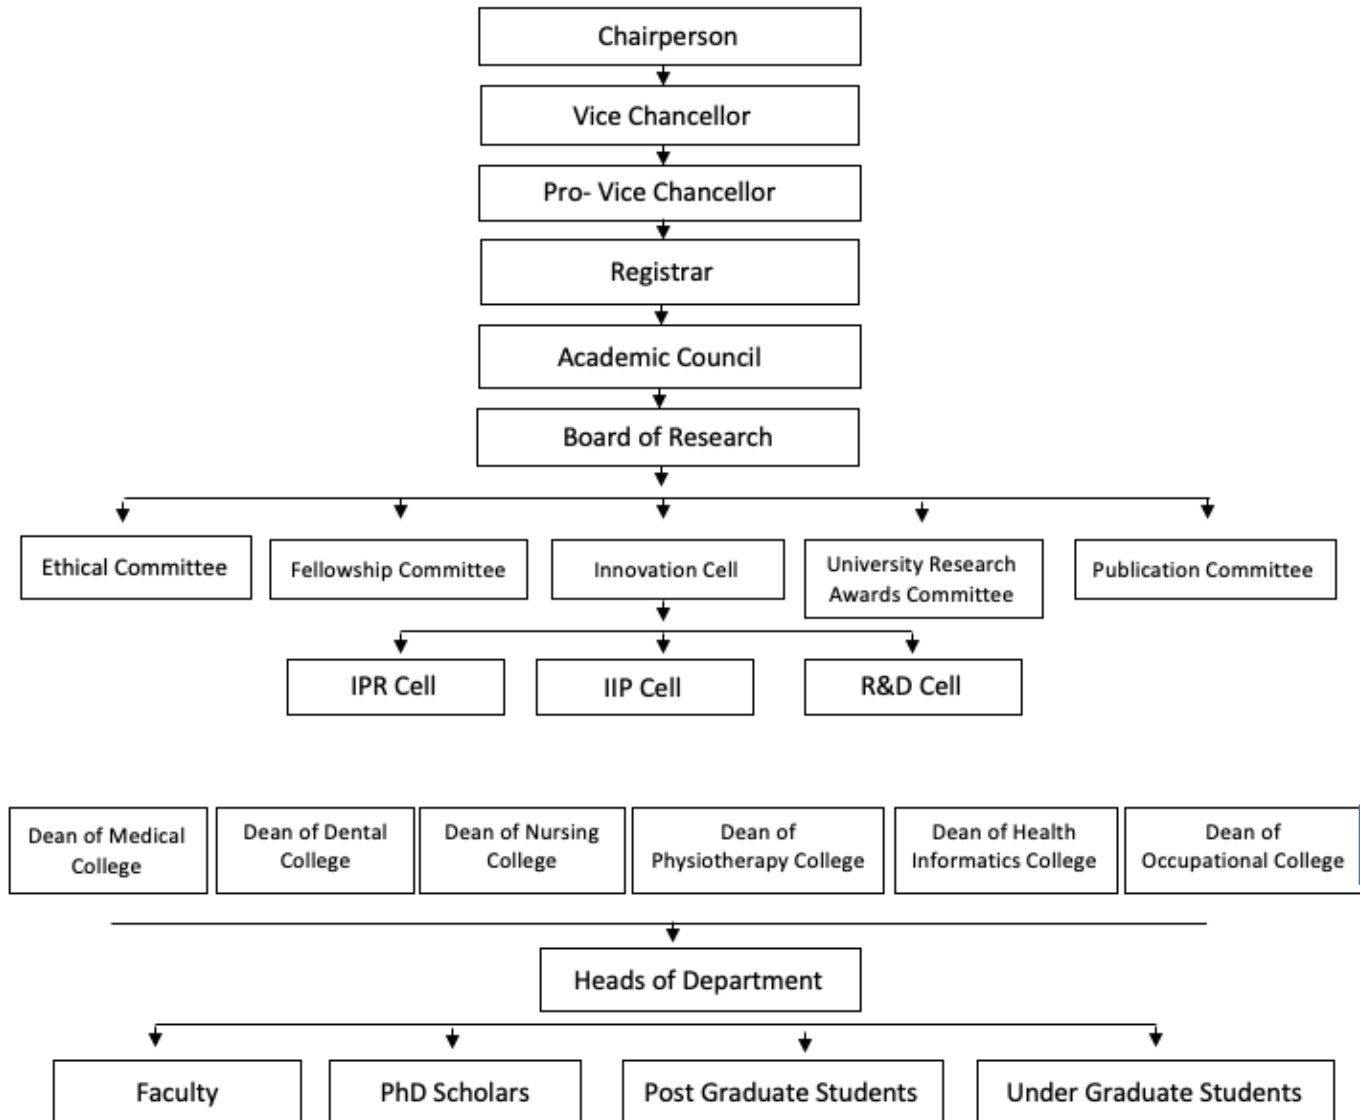 Chairperson
Vice Chancellor
Pro- Vice Chancellor
Registrar
Academic Council
Board of Research
Ethical Committee
Fellowship Committee
Innovation Cell
University Research
Awards Committee
Publication Committee
IPR Cell
IIP Cell
R&D Cell
Dean of Medical
College
Dean of Dental
College
Dean of Nursing
College
Dean of
Physiotherapy College
Dean of Health
Informatics College
Dean of
Occupational College
Heads of Department
Faculty
PhD Scholars
Post Graduate Students
Under Graduate Students